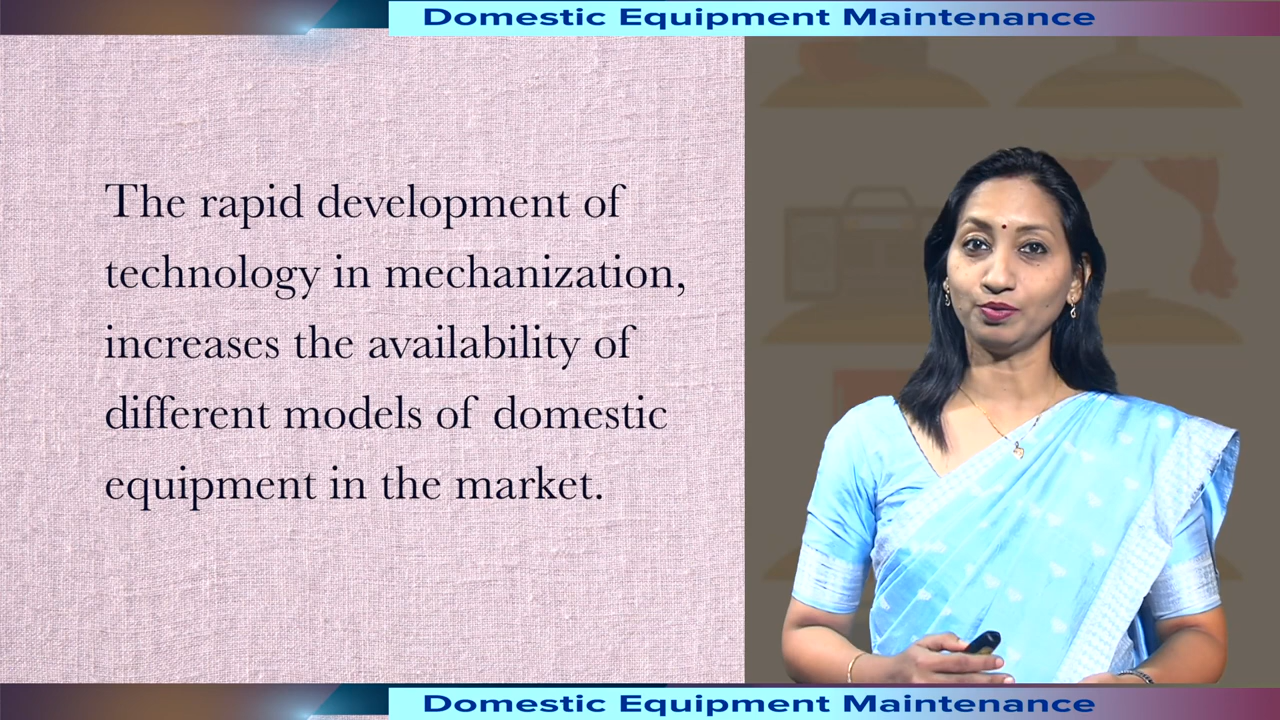 Domestic Equipment Maintenance
The rapid development of
technology in mechanization,
increases the availability of
different models of domestic
equipment in the market.
Domestic Equipment Maintenance